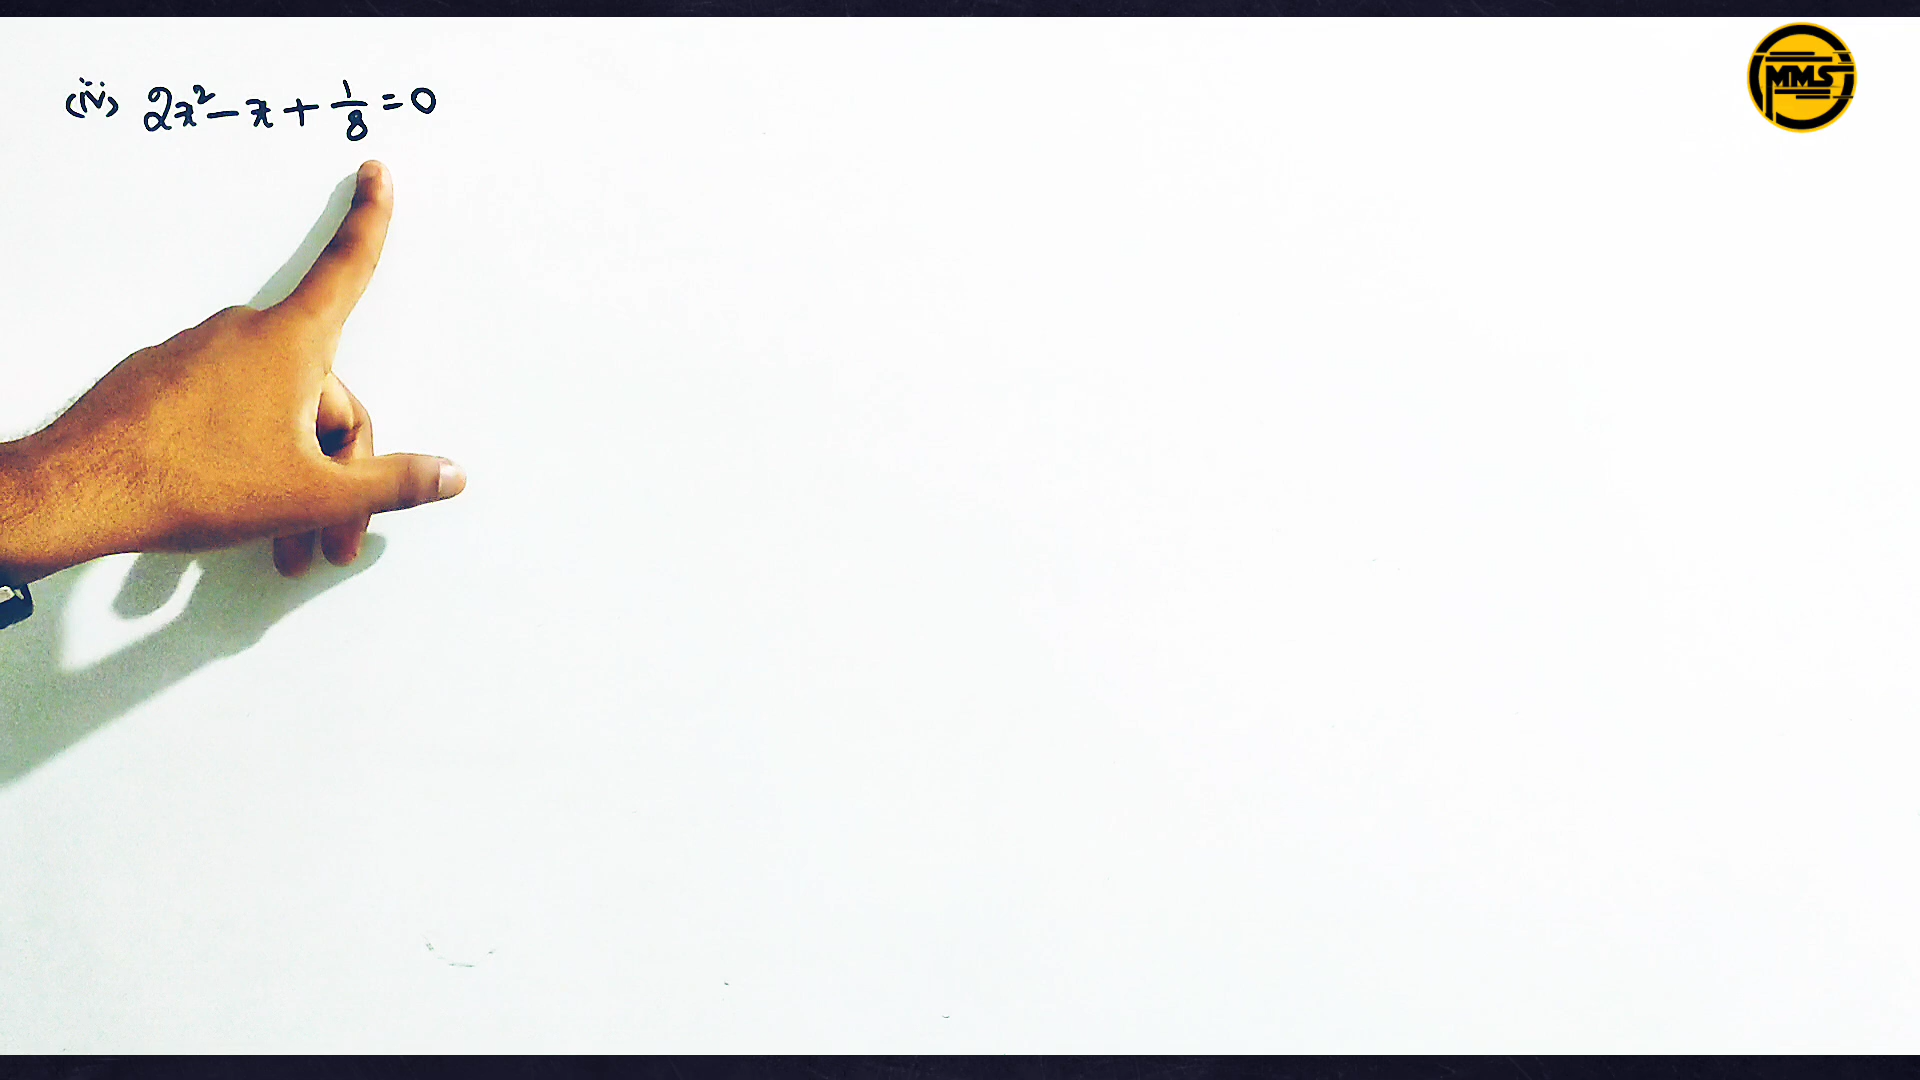 (iv) 2x² - x + 1/8 = 0
MMS